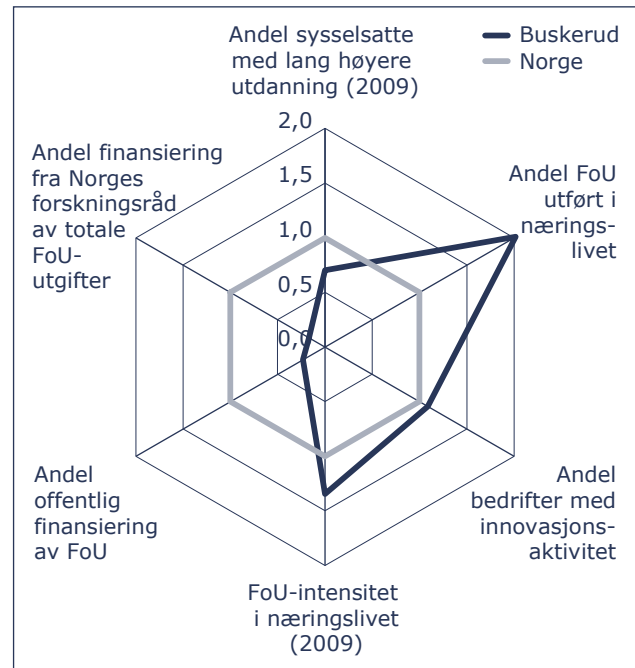 Andel sysselsatte
med lang høyere
utdanning (2009)
Buskerud
Norge
2,0
1,5
1,0
0,5
0,0
Andel FoU
utført i
nærings-
livet
Andel
bedrifter med
innovasjons-
aktivitet
FoU-intensitet
i næringslivet
(2009)
Andel
offentlig
finansiering
av FoU
Andel finansiering
fra Norges
forskningsråd
av totale
FoU-
utgifter